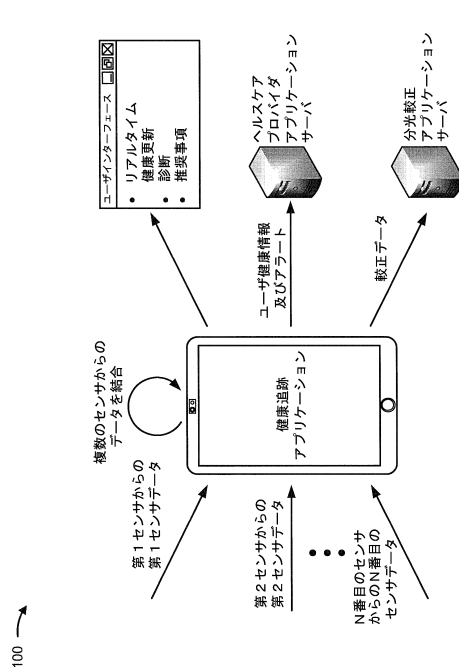 100
複数のセンサからの
データを結合
第1センサからの
第1センサデータ
第2センサからの
第2センサデータ
N番目のセンサ
からのN番目の
センサデータ
健康追跡
アプリケーション
ユーザインターフェース
• リアルタイム
健康更新
• 診断
• 推奨事項
ユーザ健康情報
及びアラート
ヘルスケア
プロバイダ
アプリケーション
サーバ
較正データ
分光較正
アプリケーション
サーバ